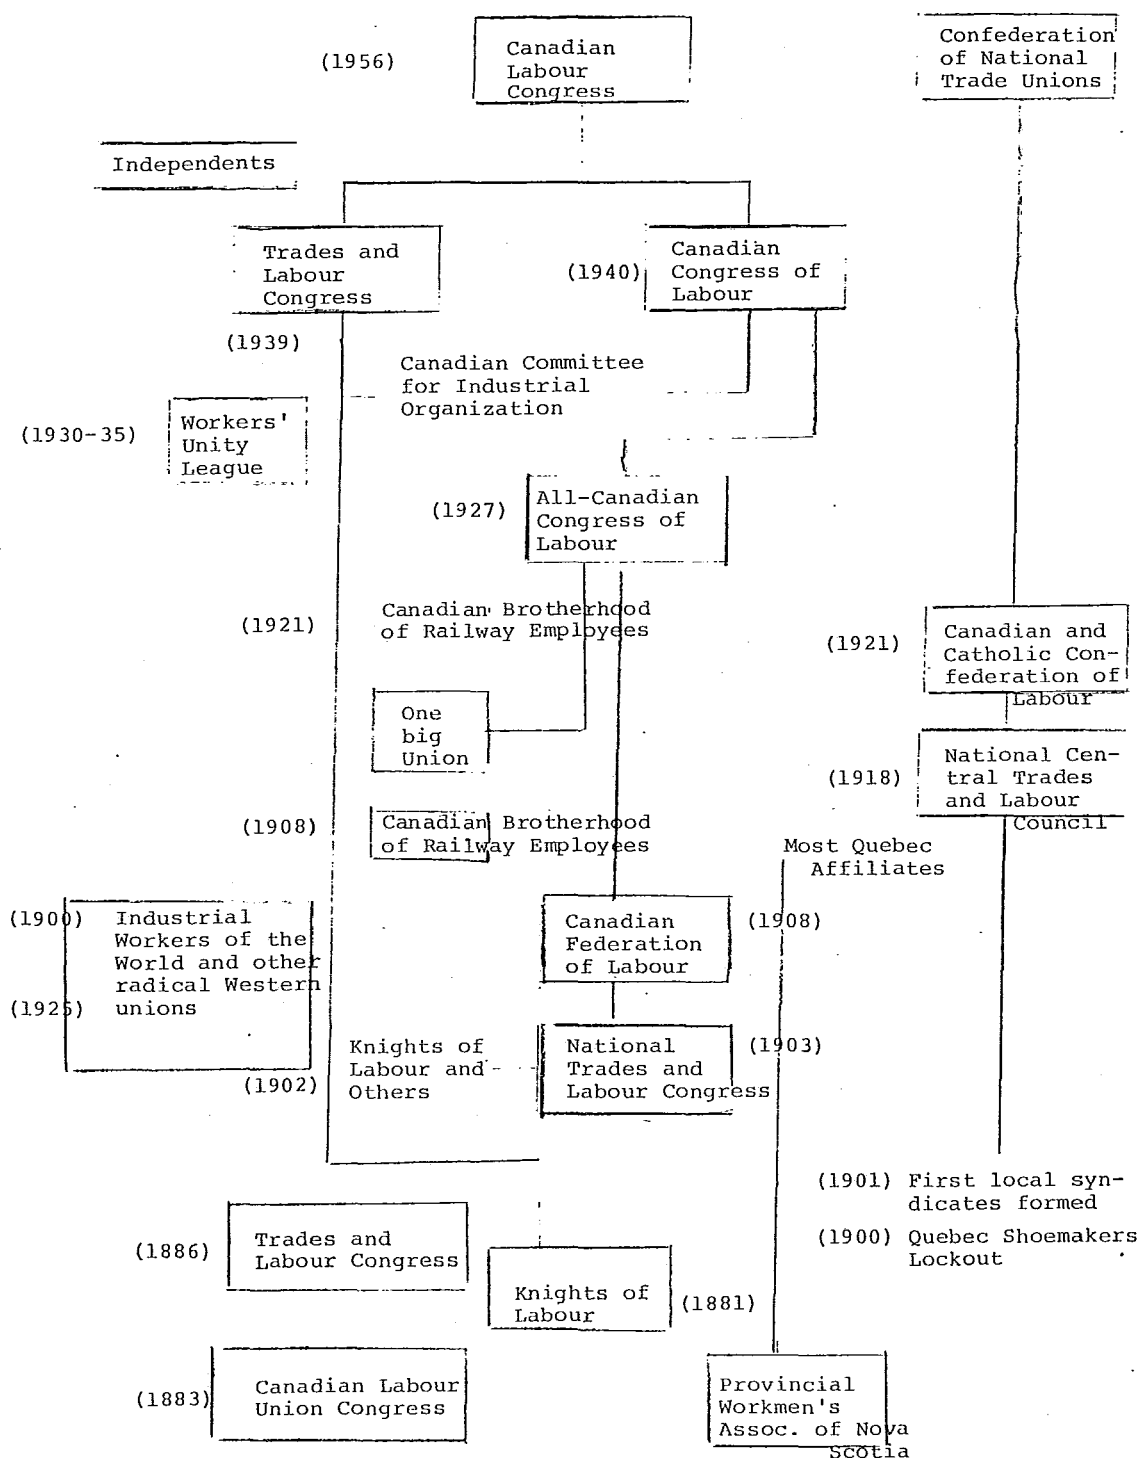 (1956)
Canadian
Labour
Congress
Confederation
of National
Trade Unions
Independents
Trades and
Labour
Congress
(1940)
Canadian
Congress of
Labour
(1939)
Canadian Committee
for Industrial
Organization
(1930-35)
Workers'
Unity
League
(1927)
All-Canadian
Congress of
Labour
(1921)
Canadian Brotherhood
of Railway Employees
(1921)
Canadian and
Catholic Con-
federation of
Labour
One
big
Union
(1918)
National Cen-
tral Trades
and Labour
Council
(1908)
Canadian Brotherhood
of Railway Employees
Most Quebec
Affiliates
(1900)
Industrial
Workers of the
World and other
radical Western
(1925) unions
Canadian
Federation
of Labour
(1908)
Knights of
Labour and
Others
(1902)
National
Trades and
Labour Congress
(1903)
(1901) First local syn-
dicates formed
(1900) Quebec Shoemakers
Lockout
(1886)
Trades and
Labour Congress
Knights of
Labour
(1881)
(1883)
Canadian Labour
Union Congress
Provincial
Workmen's
Assoc. of Nova
Scotia